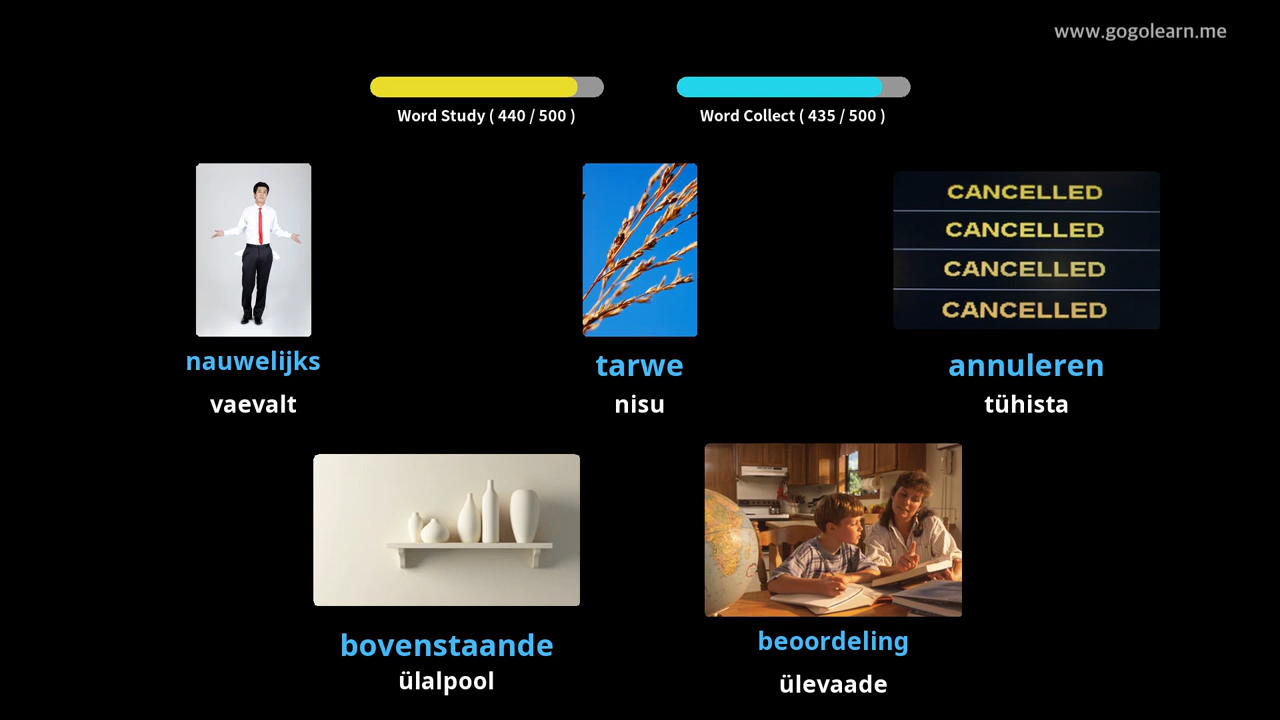 www.gogolearn.me
Word Study ( 440 / 500 )
Word Collect ( 435 / 500 )
CANCELLED
CANCELLED
CANCELLED
CANCELLED
nauwelijks
vaevalt
tarwe
nisu
annuleren
tühista
bovenstaande
ülalpool
beoordeling
ülevaade